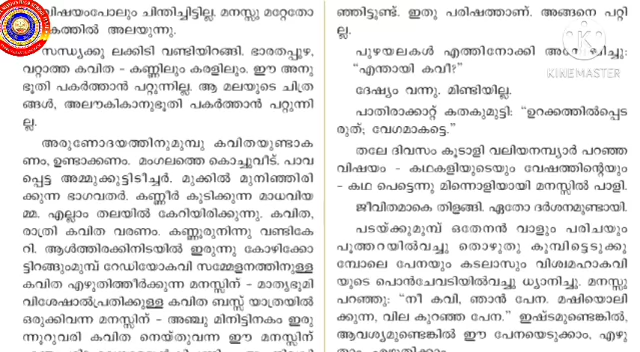 വിഷയംപോലും ചിന്തിച്ചിട്ടില്ല. മനസ്സു മറ്റേതോ
കത്തിൽ അലയുന്നു.
സന്ധ്യക്കു ലക്കിടി വണ്ടിയിറങ്ങി. ഭാരതപ്പുഴ,
വറ്റാത്ത കവിത – കണ്ണിലും കരളിലും. ഈ അനു
ഭൂതി പകർത്താൻ പറ്റുന്നില്ല. ആ മലയുടെ ചിത്ര
ങ്ങൾ, അലൗകികാനുഭൂതി പകർത്താൻ പറ്റുന്നി
ല്ല.
അരുണോദയത്തിനുമുമ്പു കവിതയുണ്ടാക
ണം, ഉണ്ടാക്കണം. മംഗലത്തെ കൊച്ചുവീട്. പാവ
പ്പെട്ട അമ്മുക്കുട്ടിടീച്ചർ. മുക്കിൽ മുനിഞ്ഞിരി
ക്കുന്ന ഭാഗവതർ. കണ്ണീർ കുടിക്കുന്ന മാധവിയ
മ്മ. എല്ലാം തലയിൽ കേറിയിരിക്കുന്നു. കവിത,
രാത്രി കവിത വരണം. കണ്ണുരുനിന്നു വണ്ടികേ
റി. ആൾത്തിരക്കിനിടയിൽ ഇരുന്നു കോഴിക്കോ
ട്ടിറങ്ങുംമുമ്പ് റേഡിയോകവി സമ്മേളനത്തിനുള്ള
കവിത എഴുതിത്തീർക്കുന്ന മനസ്സിന് – മാതൃഭൂമി
വിശേഷാൽപ്രതിക്കുള്ള കവിത ബസ്സ് യാത്രയിൽ
ഒരുക്കിവന്ന മനസ്സിന് – അഞ്ചു മിനിട്ടിനകം ഇരു
ന്നൂറുവരി കവിത നെയ്തുവന്ന ഈ മനസ്സിന്
ഞ്ഞിട്ടുണ്ട്. ഇതു പരിഷത്താണ്. അങ്ങനെ പറ്റി
ല്ല.
പുഴയലകൾ എത്തിനോക്കി ചിച്ചു:
“എന്തായി കവീ?”
KINEMASTER
ദേഷ്യം വന്നു. മിണ്ടിയില്ല.
പാതിരാക്കാറ്റ് കതകുമുട്ടി: “ഉറക്കത്തിൽപ്പെട
രുത്; വേഗമാകട്ടെ.”
തലേ ദിവസം കൂടാളി വലിയനമ്പ്യാർ പറഞ്ഞ
വിഷയം – കഥകളിയുടെയും വേഷത്തിന്റെയും
– കഥ പെട്ടെന്നു മിന്നൊളിയായി മനസ്സിൽ പാളി.
ജീവിതമാകെ തിളങ്ങി. ഏതോ ദർശനമുണ്ടായി.
പടയ്ക്കുമുമ്പ് ഒതേനൻ വാളും പരിചയും
പൂത്തറയിൽവച്ചു തൊഴുതു കുമ്പിട്ടെടുക്കു
മ്പോലെ പേനയും കടലാസും വിശ്വമഹാകവി
യുടെ പൊൻചേവടിയിൽവച്ചു ധ്യാനിച്ചു. മനസ്സു
പറഞ്ഞു: “നീ കവി, ഞാൻ പേന. മഷിയൊലി
ക്കുന്ന, വില കുറഞ്ഞ പേന.” ഇഷ്ടമുണ്ടെങ്കിൽ,
ആവശ്യമുണ്ടെങ്കിൽ ഈ പേനയെടുക്കാം, എഴു